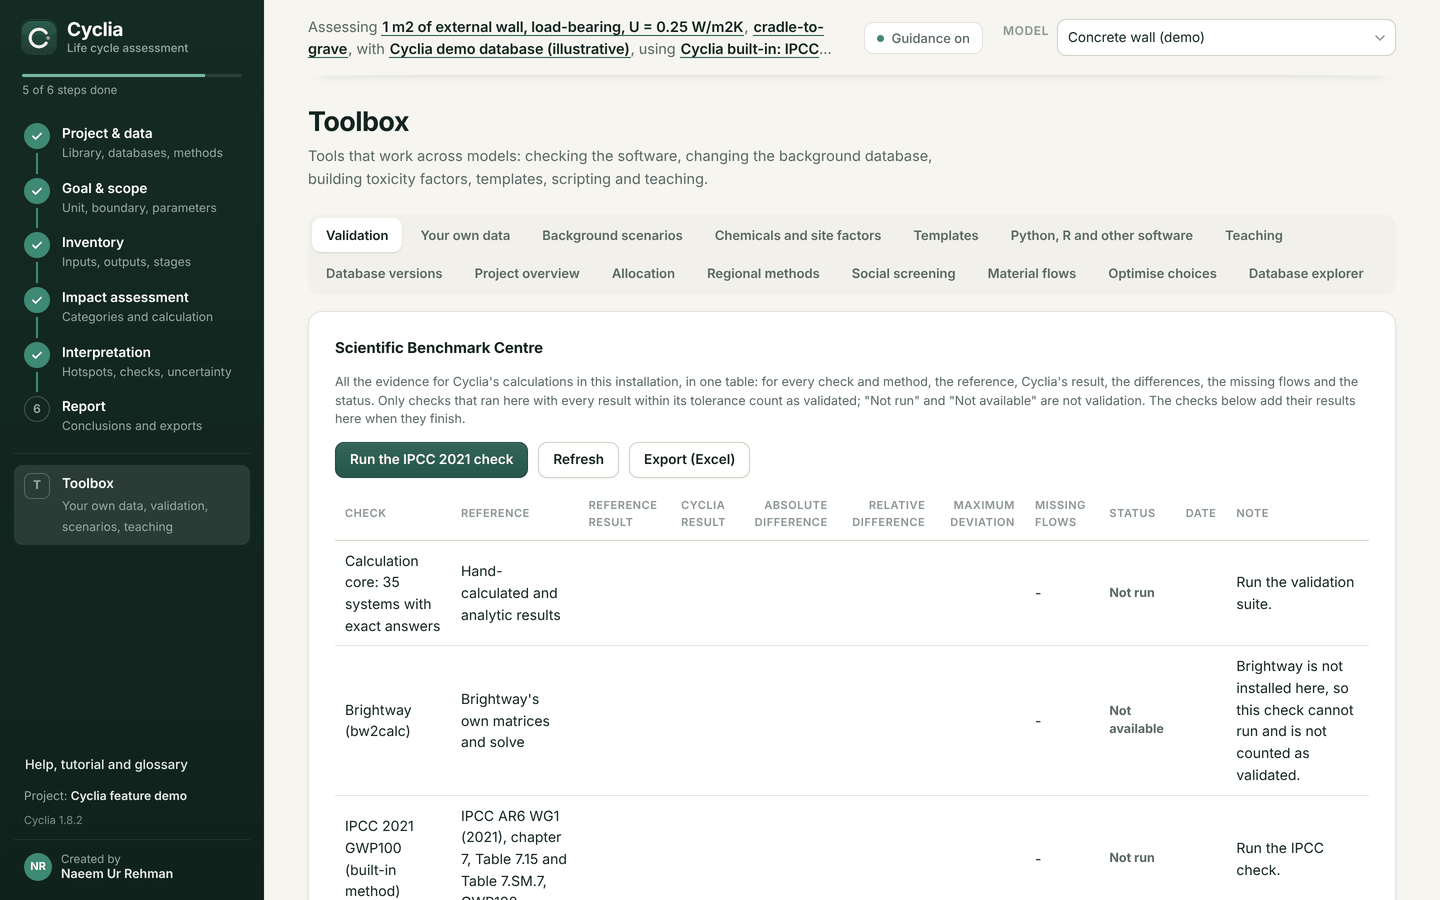 Cyclia
Life cycle assessment
5 of 6 steps done
Project & data
Library, databases, methods
Goal & scope
Unit, boundary, parameters
Inventory
Inputs, outputs, stages
Impact assessment
Categories and calculation
Interpretation
Hotspots, checks, uncertainty
6
Report
Conclusions and exports
T
Toolbox
Your own data, validation,
scenarios, teaching
Help, tutorial and glossary
Project: Cyclia feature demo
Cyclia 1.8.2
NR
Created by
Naeem Ur Rehman
Assessing 1 m2 of external wall, load-bearing, U = 0.25 W/m2K, cradle-to-
grave, with Cyclia demo database (illustrative), using Cyclia built-in: IPCC...
Guidance on
MODEL
Concrete wall (demo)
Toolbox
Tools that work across models: checking the software, changing the background database,
building toxicity factors, templates, scripting and teaching.
Validation Your own data Background scenarios Chemicals and site factors Templates Python, R and other software Teaching
Database versions Project overview Allocation Regional methods Social screening Material flows Optimise choices Database explorer
Scientific Benchmark Centre
All the evidence for Cyclia's calculations in this installation, in one table: for every check and method, the reference, Cyclia's result, the differences, the missing flows and the
status. Only checks that ran here with every result within its tolerance count as validated; "Not run" and "Not available" are not validation. The checks below add their results
here when they finish.
Run the IPCC 2021 check Refresh Export (Excel)
CHECK
REFERENCE
REFERENCE
RESULT
CYCLIA
RESULT
ABSOLUTE
DIFFERENCE
RELATIVE
DIFFERENCE
MAXIMUM
DEVIATION
MISSING
FLOWS
STATUS
DATE
NOTE
Calculation
core: 35
systems with
exact answers
Hand-
calculated and
analytic results
-
Not run
Run the validation
suite.
Brightway
(bw2calc)
Brightway's
own matrices
and solve
-
Not
available
Brightway is not
installed here, so
this check cannot
run and is not
counted as
validated.
IPCC 2021
GWP100
(built-in
method)
IPCC AR6 WG1
(2021), chapter
7, Table 7.15 and
Table 7.SM.7,
GWP100
-
Not run
Run the IPCC
check.